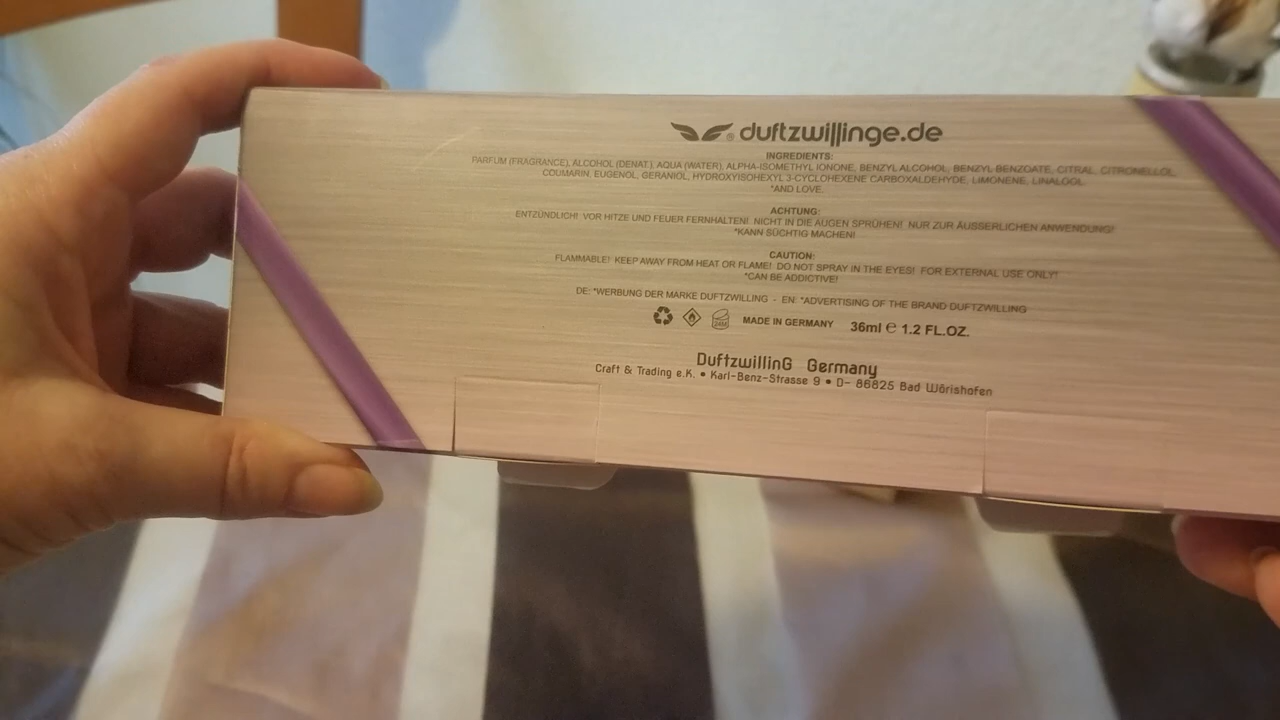 ® duftzwillinge.de
INGREDIENTS:
PARFUM (FRAGRANCE), ALCOHOL (DENAT.), AQUA (WATER), ALPHA-ISOMETHYL IONONE, BENZYL ALCOHOL, BENZYL BENZOATE, CITRAL, CITRONELLOL,
COUMARIN, EUGENOL, GERANIOL, HYDROXYISOHEXYL 3-CYCLOHEXENE CARBOXALDEHYDE, LIMONENE, LINALOOL
*AND LOVE.
ACHTUNG:
ENTZÜNDLICH! VOR HITZE UND FEUER FERNHALTEN! NICHT IN DIE AUGEN SPRÜHEN! NUR ZUR ÄUSSERLICHEN ANWENDUNG!
*KANN SÜCHTIG MACHEN!
CAUTION:
FLAMMABLE! KEEP AWAY FROM HEAT OR FLAME! DO NOT SPRAY IN THE EYES! FOR EXTERNAL USE ONLY!
*CAN BE ADDICTIVE!
DE: *WERBUNG DER MARKE DUFTZWILLING - EN: *ADVERTISING OF THE BRAND DUFTZWILLING
24M MADE IN GERMANY 36ml ℮ 1.2 FL.OZ.
DuftzwillinG Germany
Craft & Trading e.K. • Karl-Benz-Strasse 9 • D- 86825 Bad Wörishofen